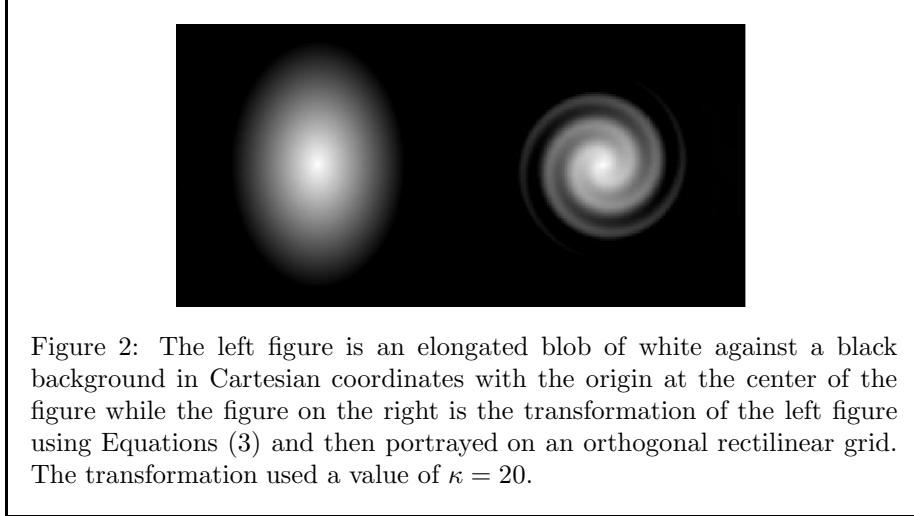 Figure 2: The left figure is an elongated blob of white against a black
background in Cartesian coordinates with the origin at the center of the
figure while the figure on the right is the transformation of the left figure
using Equations (3) and then portrayed on an orthogonal rectilinear grid.
The transformation used a value of κ = 20.